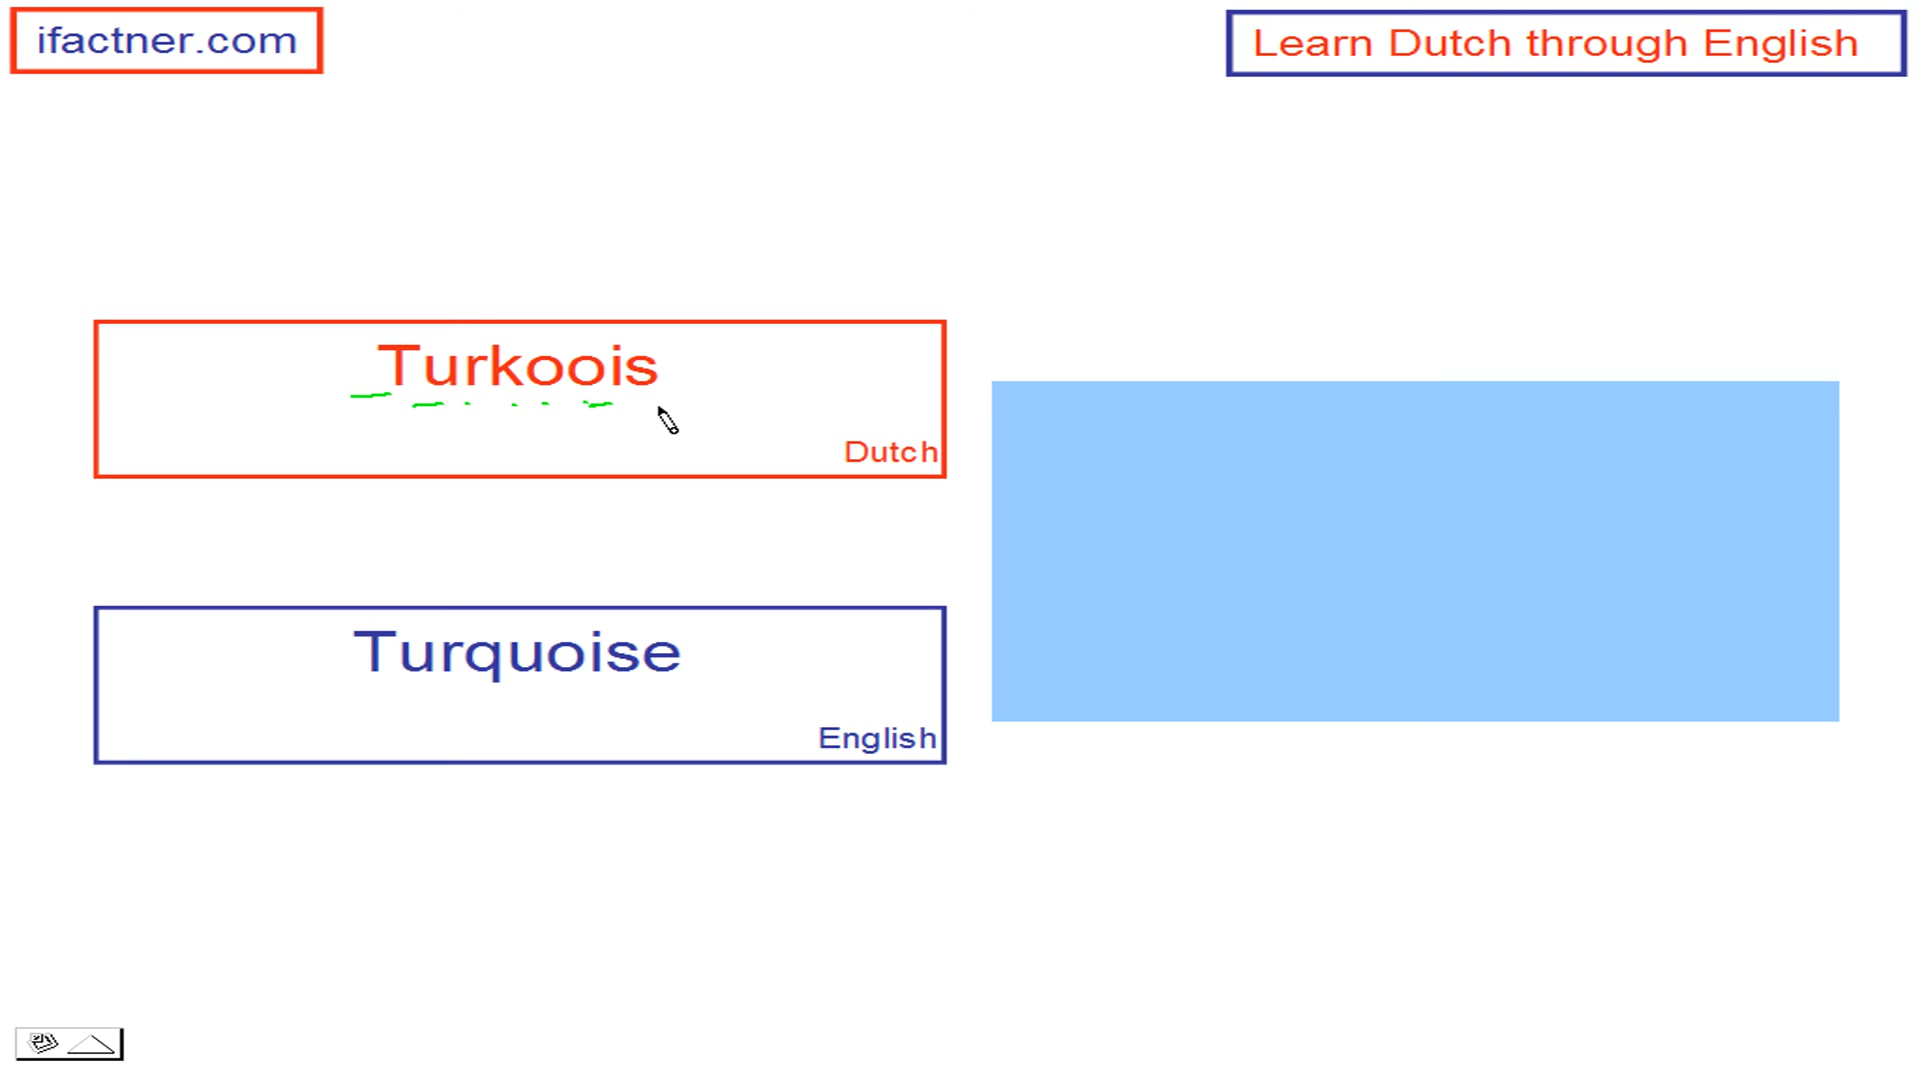 ifactner.com
Learn Dutch through English
Turkoois
Dutch
Turquoise
English